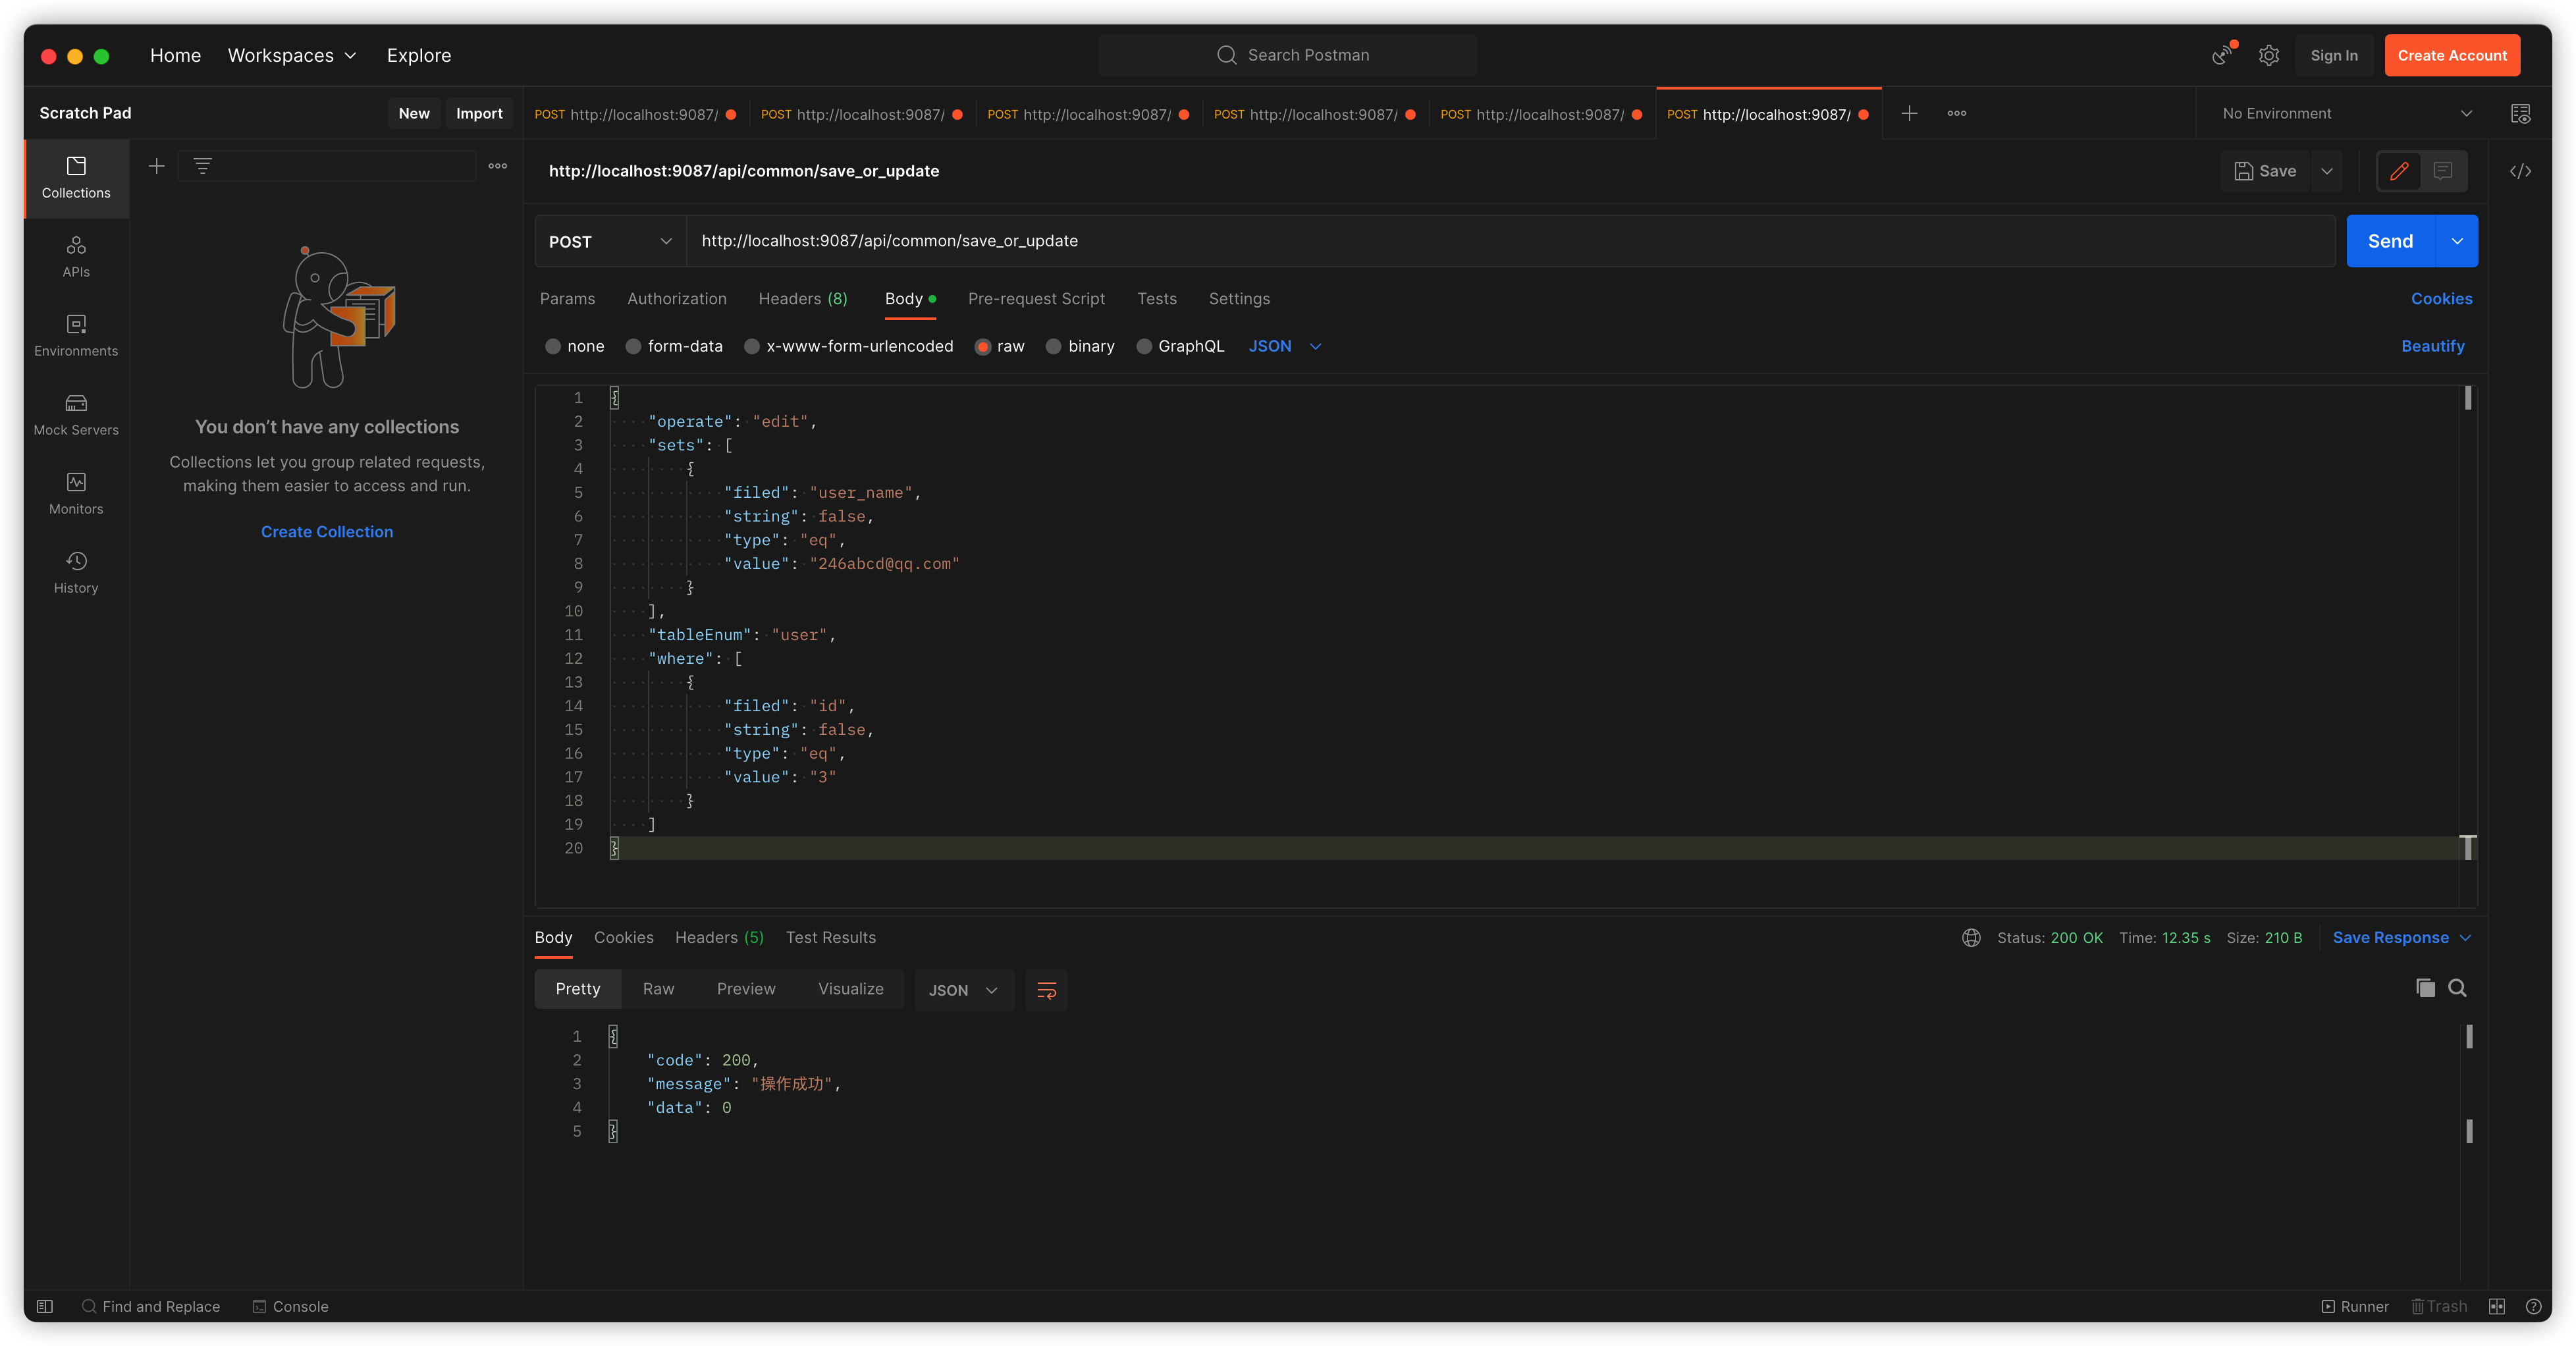 Home Workspaces Explore
Search Postman
Sign In Create Account
Scratch Pad New Import
POST http://localhost:9087/ POST http://localhost:9087/ POST http://localhost:9087/ POST http://localhost:9087/ POST http://localhost:9087/ POST http://localhost:9087/
No Environment
Collections
APIs
Environments
Mock Servers
Monitors
History
You don’t have any collections
Collections let you group related requests,
making them easier to access and run.
Create Collection
http://localhost:9087/api/common/save_or_update
Save
POST http://localhost:9087/api/common/save_or_update Send
Params Authorization Headers (8) Body Pre-request Script Tests Settings Cookies
none form-data x-www-form-urlencoded raw binary GraphQL JSON Beautify
1 {
2 "operate": "edit",
3 "sets": [
4 {
5 "filed": "user_name",
6 "string": false,
7 "type": "eq",
8 "value": "246abcd@qq.com"
9 }
10 ],
11 "tableEnum": "user",
12 "where": [
13 {
14 "filed": "id",
15 "string": false,
16 "type": "eq",
17 "value": "3"
18 }
19 ]
20 }
Body Cookies Headers (5) Test Results Status: 200 OK Time: 12.35 s Size: 210 B Save Response
Pretty Raw Preview Visualize JSON
1 {
2 "code": 200,
3 "message": "操作成功",
4 "data": 0
5 }
Find and Replace Console Runner Trash